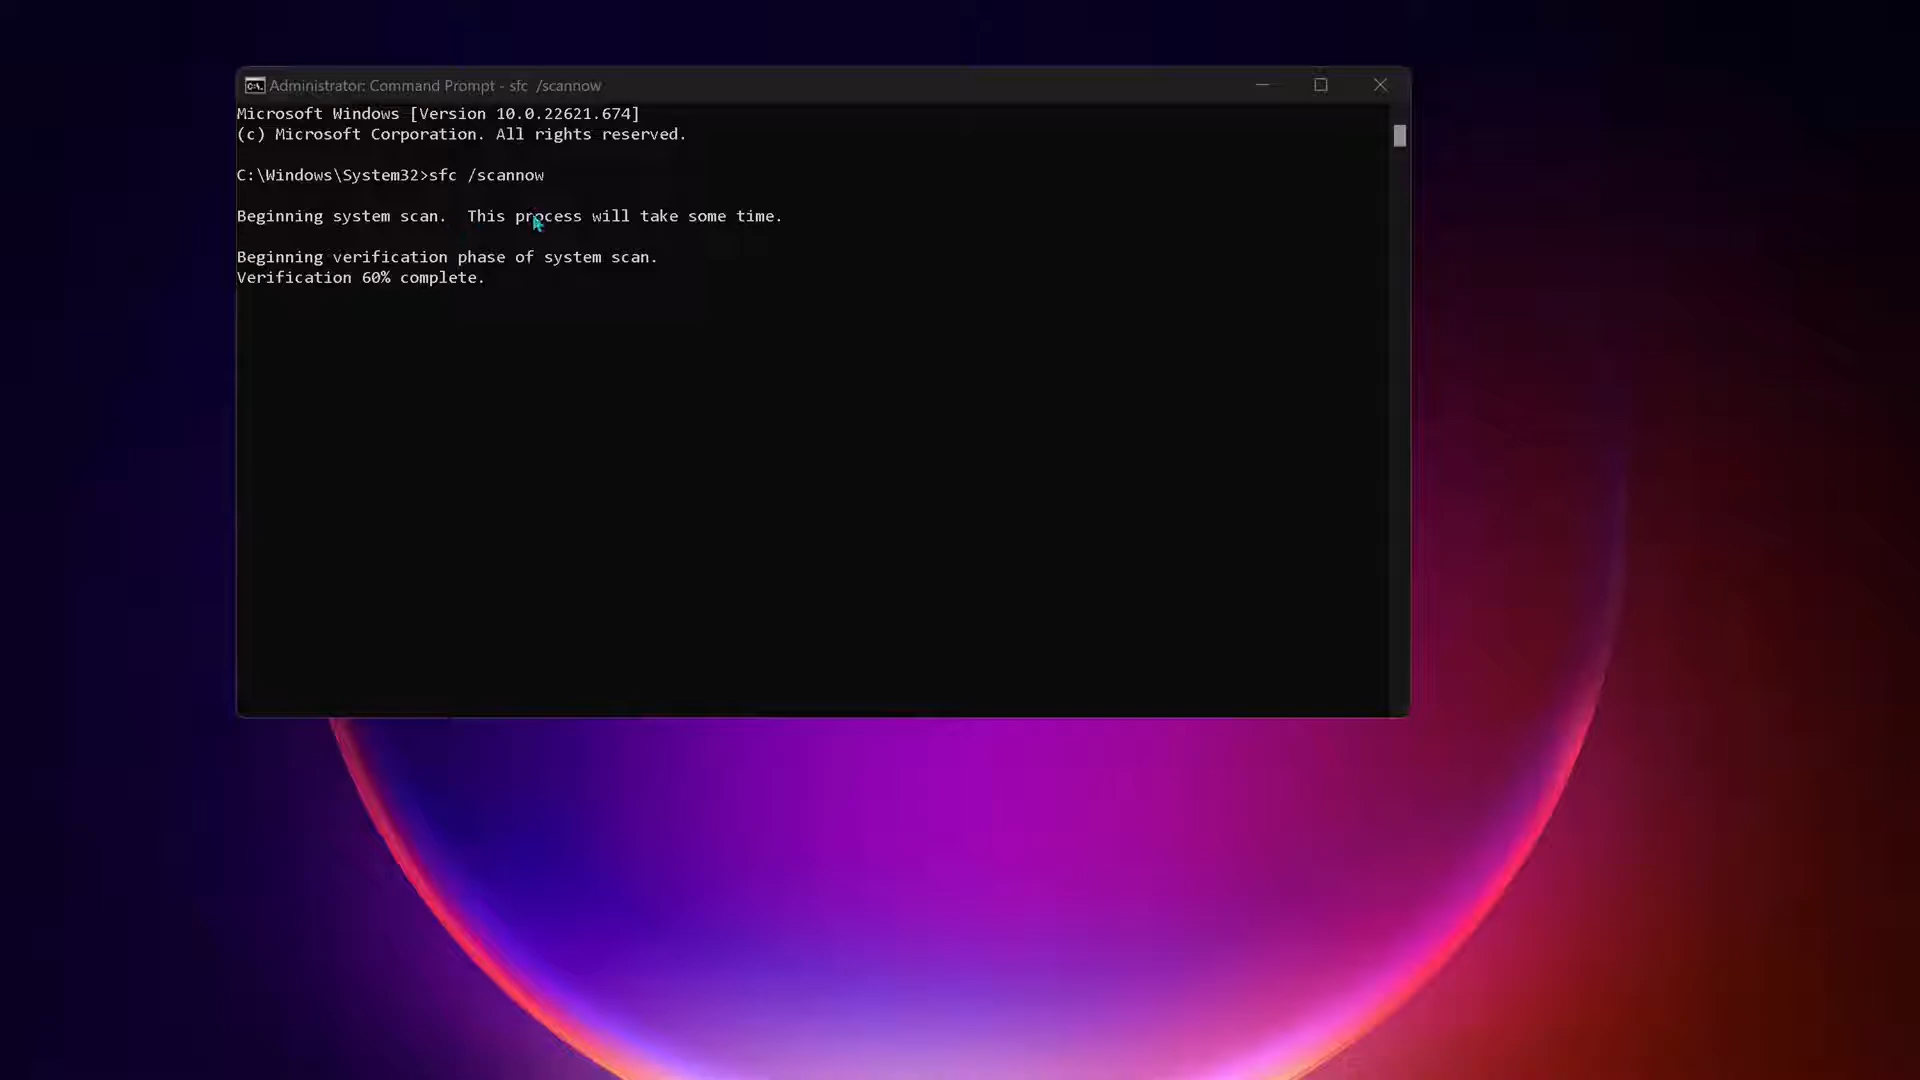 Administrator: Command Prompt - sfc  /scannow
Microsoft Windows [Version 10.0.22621.674]
(c) Microsoft Corporation. All rights reserved.
C:\Windows\System32>sfc /scannow
Beginning system scan.  This process will take some time.
Beginning verification phase of system scan.
Verification 60% complete.